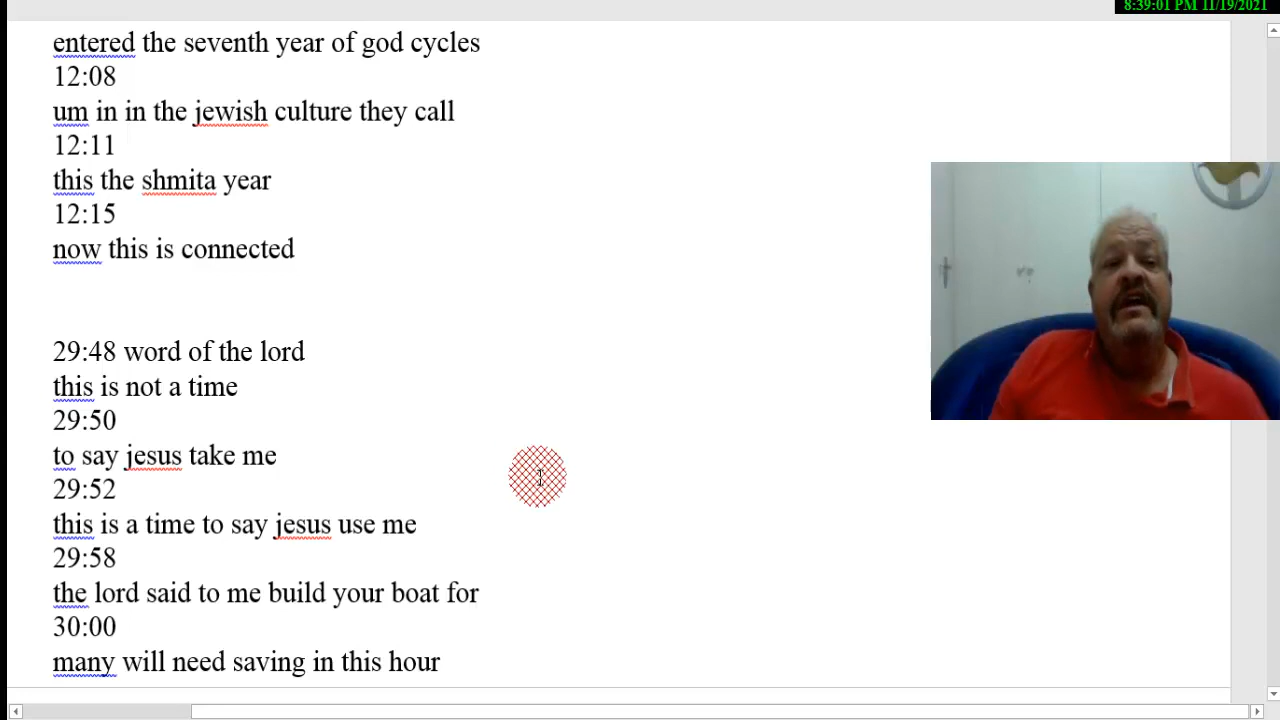 8:39:01 PM 11/19/2021
entered the seventh year of god cycles
12:08
um in in the jewish culture they call
12:11
this the shmita year
12:15
now this is connected
29:48 word of the lord
this is not a time
29:50
to say jesus take me
29:52
this is a time to say jesus use me
29:58
the lord said to me build your boat for
30:00
many will need saving in this hour